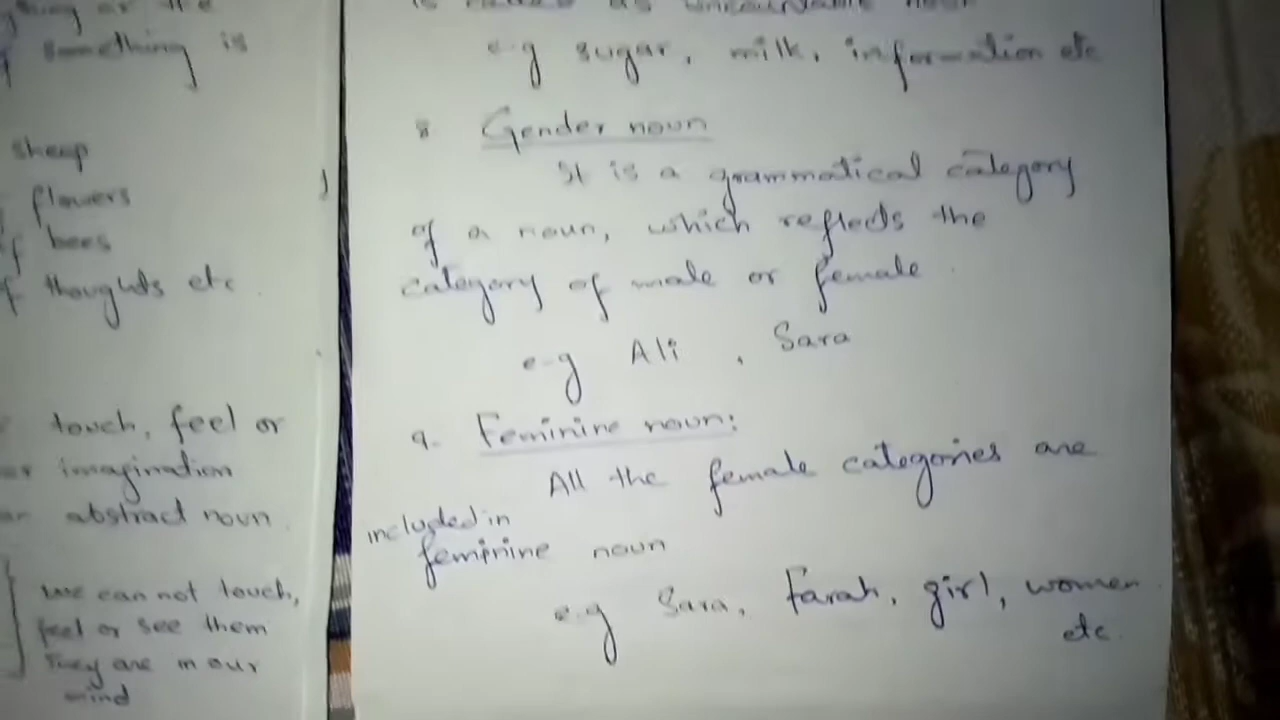 something is
sheep
flowers
bees
thoughts etc
touch, feel or
imagination
abstract noun
We can not touch,
feel or see them
They are in our
mind
e.g sugar, milk, information etc
8 Gender noun
It is a grammatical category
of a noun, which reflects the
category of male or female.
e-g Ali , Sara
9- Feminine noun:
All the female categories are
included in
feminine noun
e.g Sara, Farah, girl, women
etc.